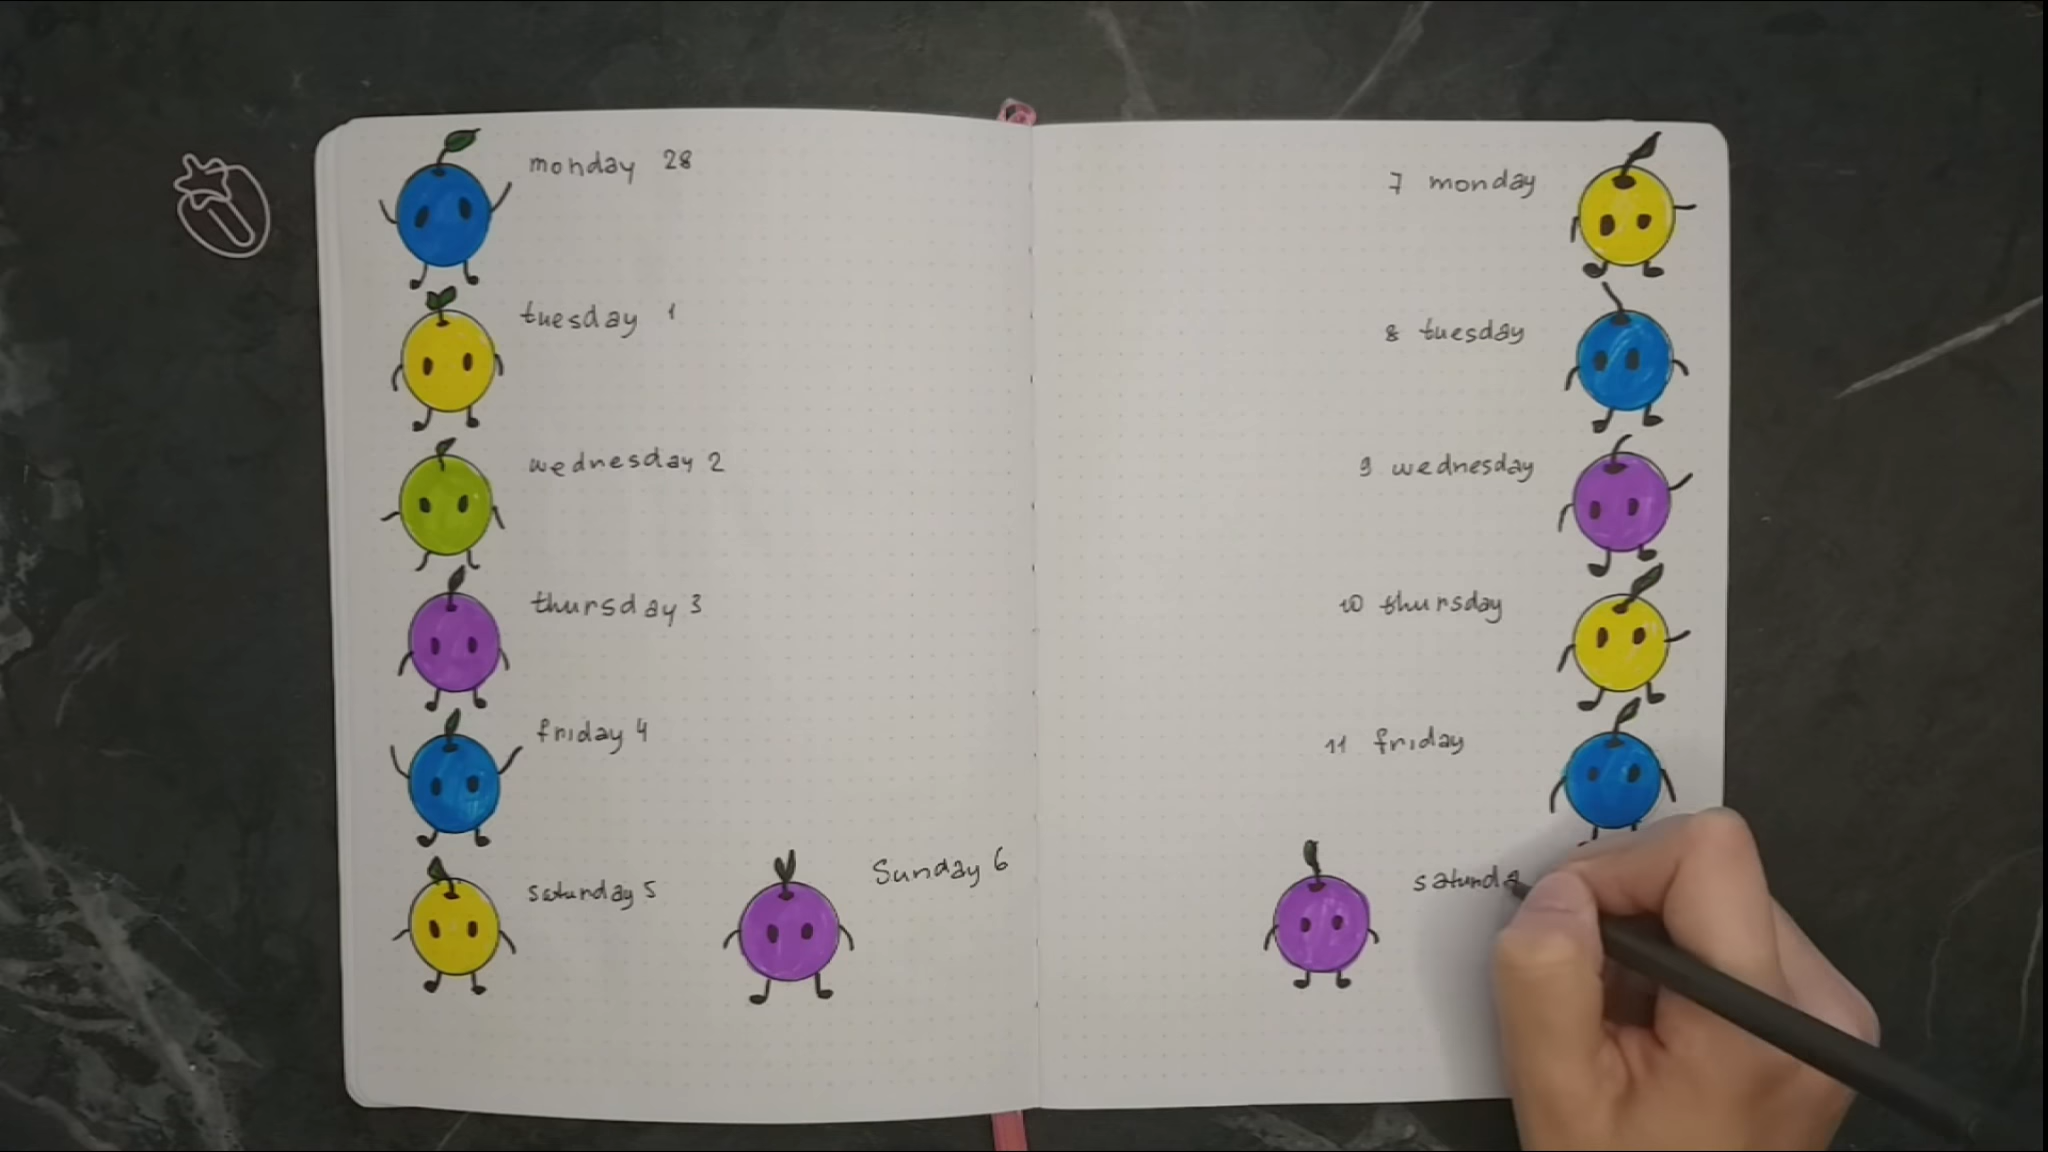 monday 28
tuesday 1
wednesday 2
thursday 3
friday 4
saturday 5
Sunday 6
7 monday
8 tuesday
9 wednesday
10 thursday
11 friday
saturda